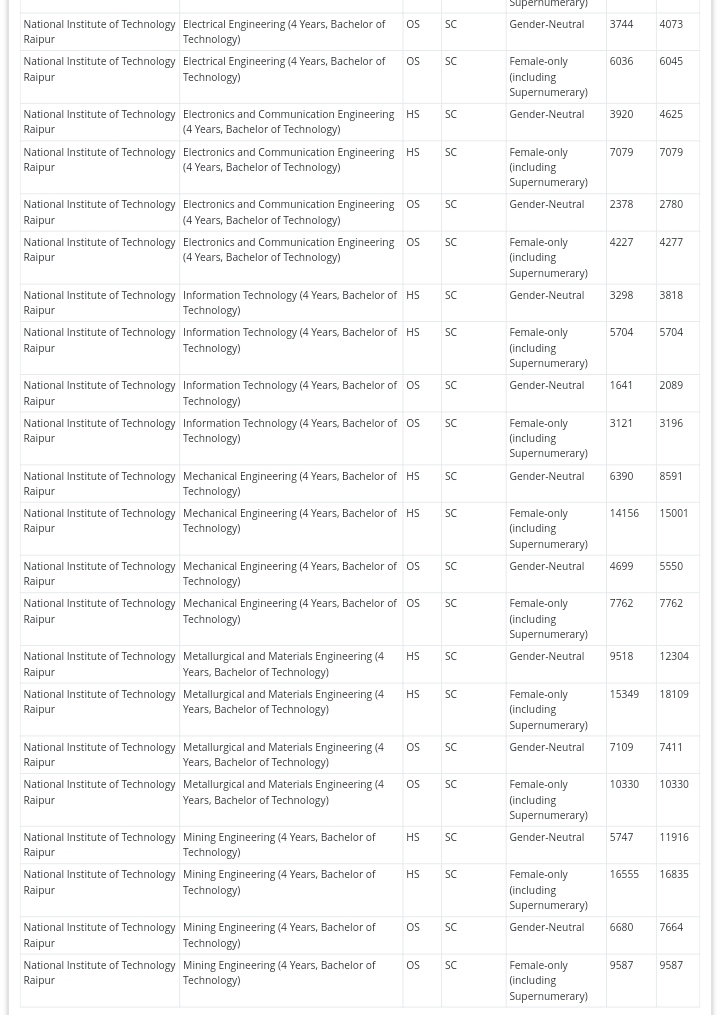 Supernumerary)
National Institute of Technology Electrical Engineering (4 Years, Bachelor of OS SC Gender-Neutral 3744 4073
Raipur Technology)
National Institute of Technology Electrical Engineering (4 Years, Bachelor of OS SC Female-only 6036 6045
Raipur Technology) (including
Supernumerary)
National Institute of Technology Electronics and Communication Engineering HS SC Gender-Neutral 3920 4625
Raipur (4 Years, Bachelor of Technology)
National Institute of Technology Electronics and Communication Engineering HS SC Female-only 7079 7079
Raipur (4 Years, Bachelor of Technology) (including
Supernumerary)
National Institute of Technology Electronics and Communication Engineering OS SC Gender-Neutral 2378 2780
Raipur (4 Years, Bachelor of Technology)
National Institute of Technology Electronics and Communication Engineering OS SC Female-only 4227 4277
Raipur (4 Years, Bachelor of Technology) (including
Supernumerary)
National Institute of Technology Information Technology (4 Years, Bachelor of HS SC Gender-Neutral 3298 3818
Raipur Technology)
National Institute of Technology Information Technology (4 Years, Bachelor of HS SC Female-only 5704 5704
Raipur Technology) (including
Supernumerary)
National Institute of Technology Information Technology (4 Years, Bachelor of OS SC Gender-Neutral 1641 2089
Raipur Technology)
National Institute of Technology Information Technology (4 Years, Bachelor of OS SC Female-only 3121 3196
Raipur Technology) (including
Supernumerary)
National Institute of Technology Mechanical Engineering (4 Years, Bachelor of HS SC Gender-Neutral 6390 8591
Raipur Technology)
National Institute of Technology Mechanical Engineering (4 Years, Bachelor of HS SC Female-only 14156 15001
Raipur Technology) (including
Supernumerary)
National Institute of Technology Mechanical Engineering (4 Years, Bachelor of OS SC Gender-Neutral 4699 5550
Raipur Technology)
National Institute of Technology Mechanical Engineering (4 Years, Bachelor of OS SC Female-only 7762 7762
Raipur Technology) (including
Supernumerary)
National Institute of Technology Metallurgical and Materials Engineering (4 HS SC Gender-Neutral 9518 12304
Raipur Years, Bachelor of Technology)
National Institute of Technology Metallurgical and Materials Engineering (4 HS SC Female-only 15349 18109
Raipur Years, Bachelor of Technology) (including
Supernumerary)
National Institute of Technology Metallurgical and Materials Engineering (4 OS SC Gender-Neutral 7109 7411
Raipur Years, Bachelor of Technology)
National Institute of Technology Metallurgical and Materials Engineering (4 OS SC Female-only 10330 10330
Raipur Years, Bachelor of Technology) (including
Supernumerary)
National Institute of Technology Mining Engineering (4 Years, Bachelor of HS SC Gender-Neutral 5747 11916
Raipur Technology)
National Institute of Technology Mining Engineering (4 Years, Bachelor of HS SC Female-only 16555 16835
Raipur Technology) (including
Supernumerary)
National Institute of Technology Mining Engineering (4 Years, Bachelor of OS SC Gender-Neutral 6680 7664
Raipur Technology)
National Institute of Technology Mining Engineering (4 Years, Bachelor of OS SC Female-only 9587 9587
Raipur Technology) (including
Supernumerary)